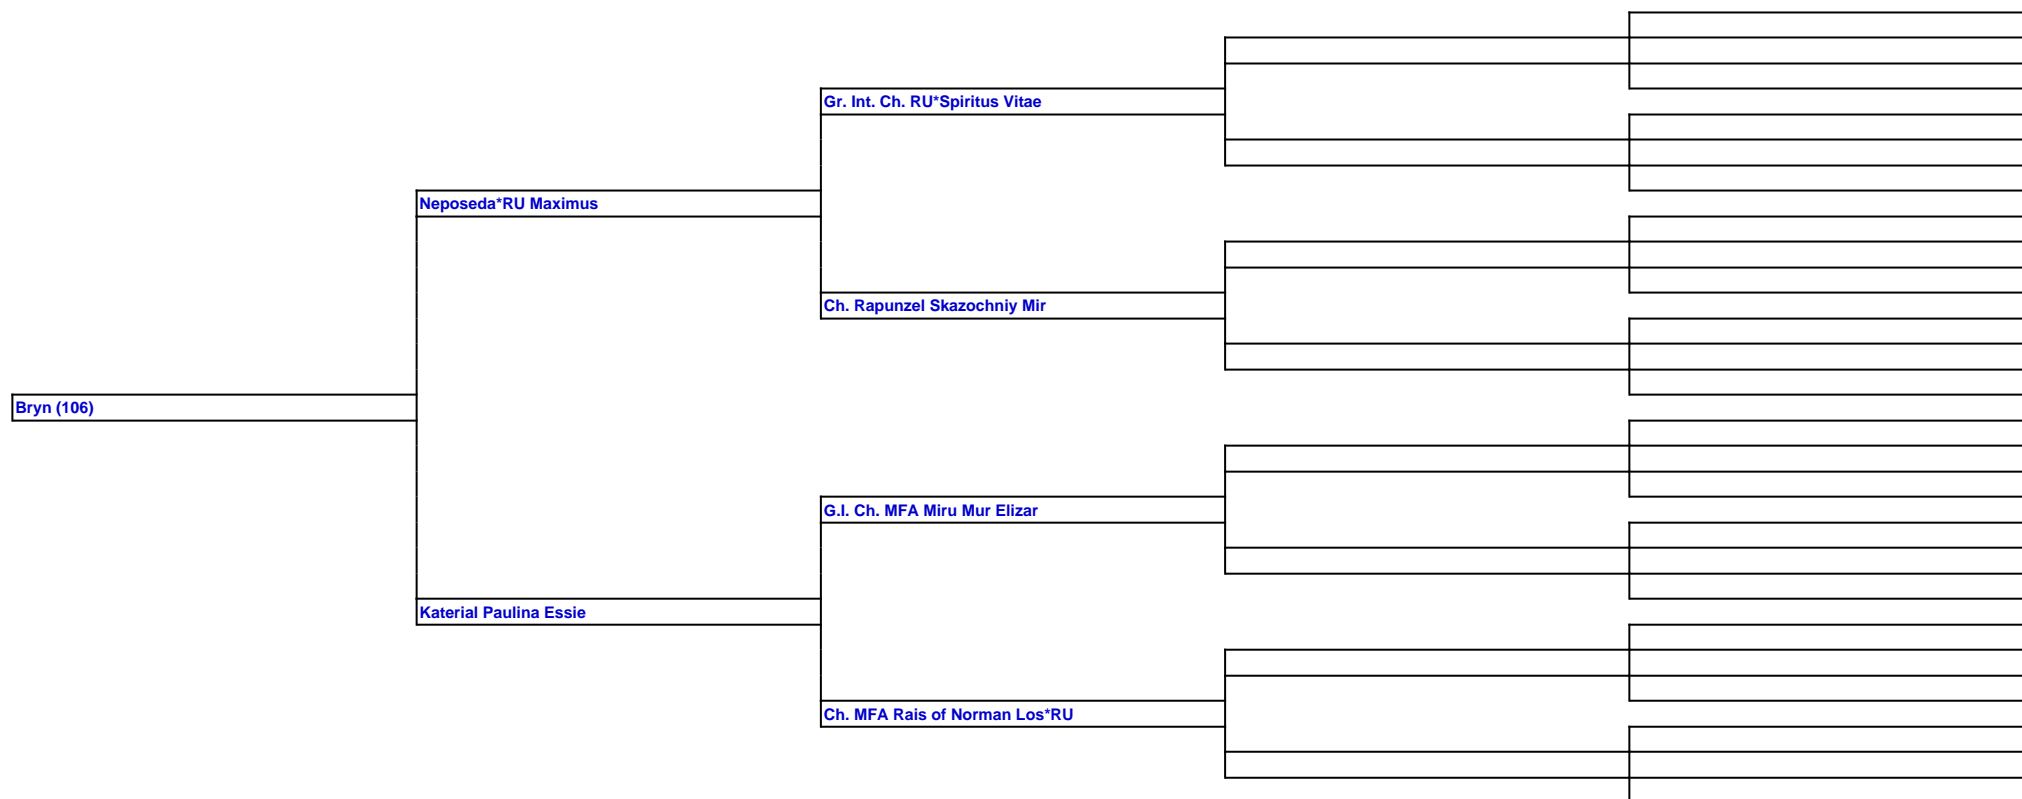 Gr. Int. Ch. RU*Spiritus Vitae
Neposeda*RU Maximus
Ch. Rapunzel Skazochniy Mir
Bryn (106)
G.I. Ch. MFA Miru Mur Elizar
Katerial Paulina Essie
Ch. MFA Rais of Norman Los*RU